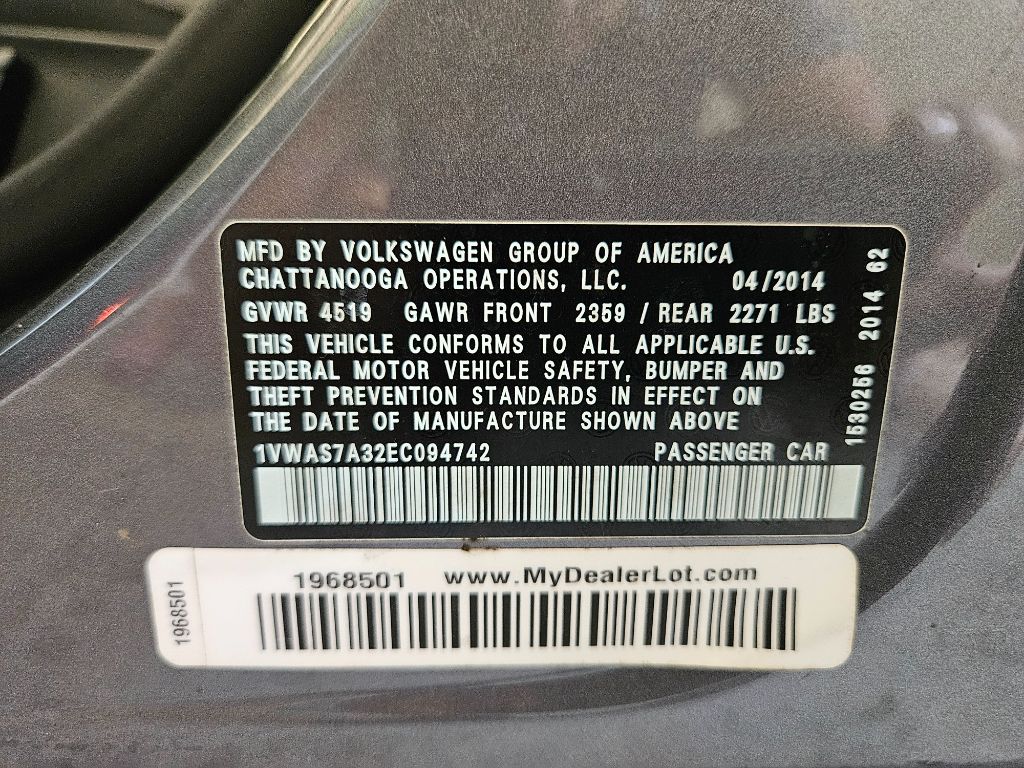 MFD BY VOLKSWAGEN GROUP OF AMERICA
CHATTANOOGA OPERATIONS, LLC. 04/2014
GVWR 4519 GAWR FRONT 2359 / REAR 2271 LBS
THIS VEHICLE CONFORMS TO ALL APPLICABLE U.S.
FEDERAL MOTOR VEHICLE SAFETY, BUMPER AND
THEFT PREVENTION STANDARDS IN EFFECT ON
THE DATE OF MANUFACTURE SHOWN ABOVE
1VWAS7A32EC094742 PASSENGER CAR
1530256 2014 62
1968501 www.MyDealerLot.com
1968501